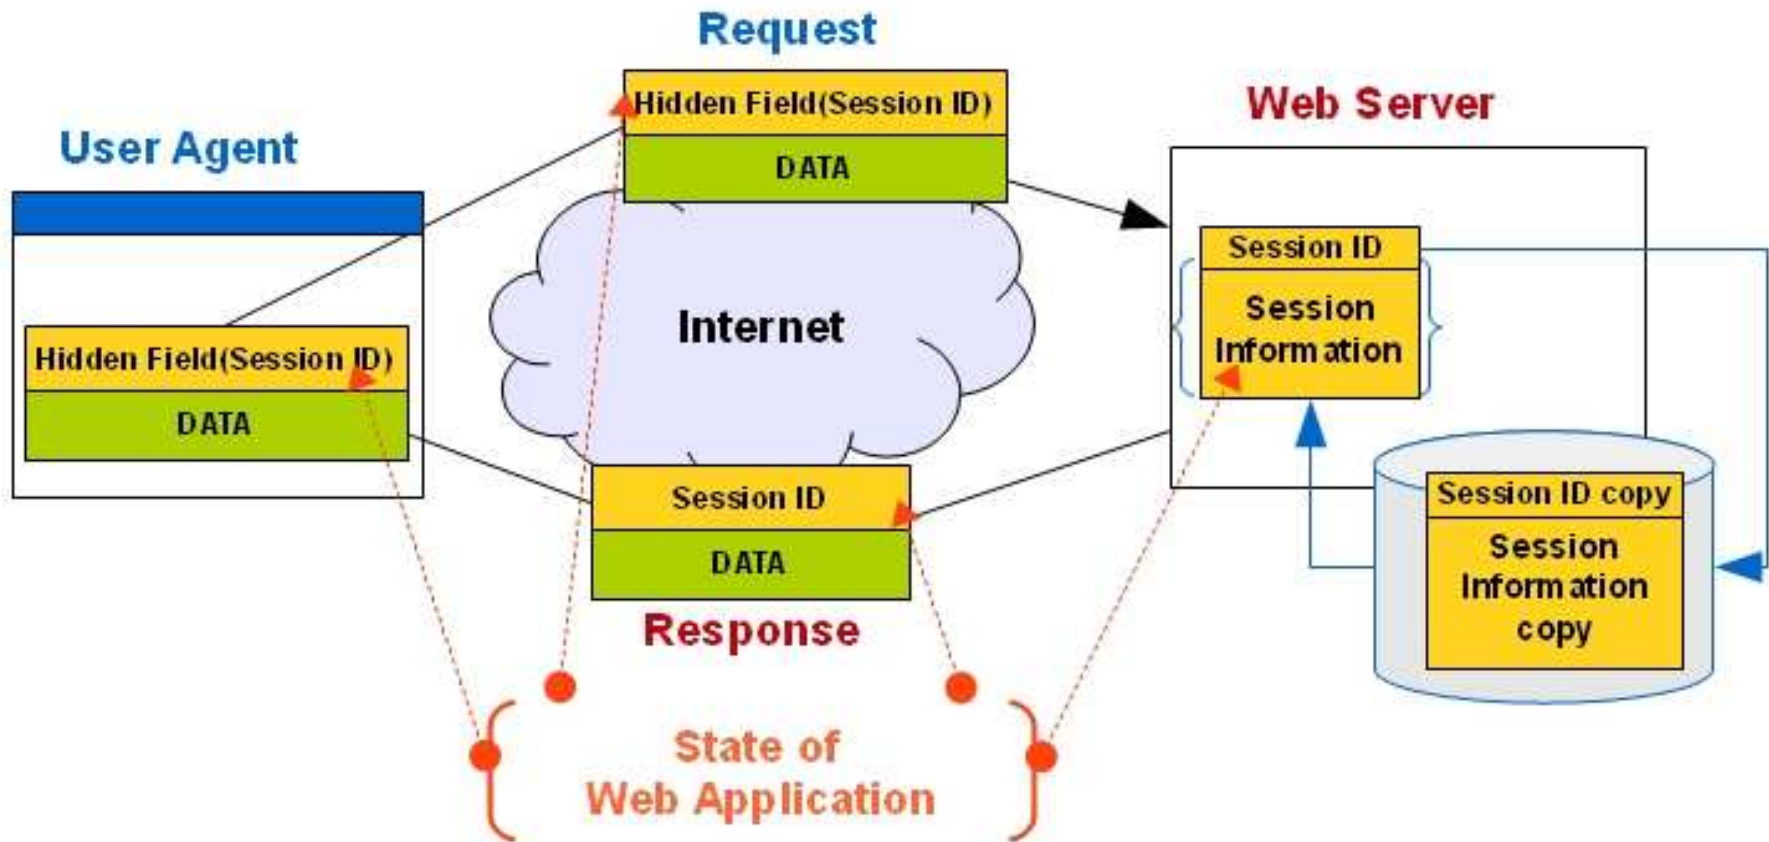 Request
Hidden Field(Session ID)
DATA
Web Server
User Agent
Session ID
Session
Information
Internet
Hidden Field(Session ID)
DATA
Session ID
DATA
Response
Session ID copy
Session
Information
copy
State of
Web Application